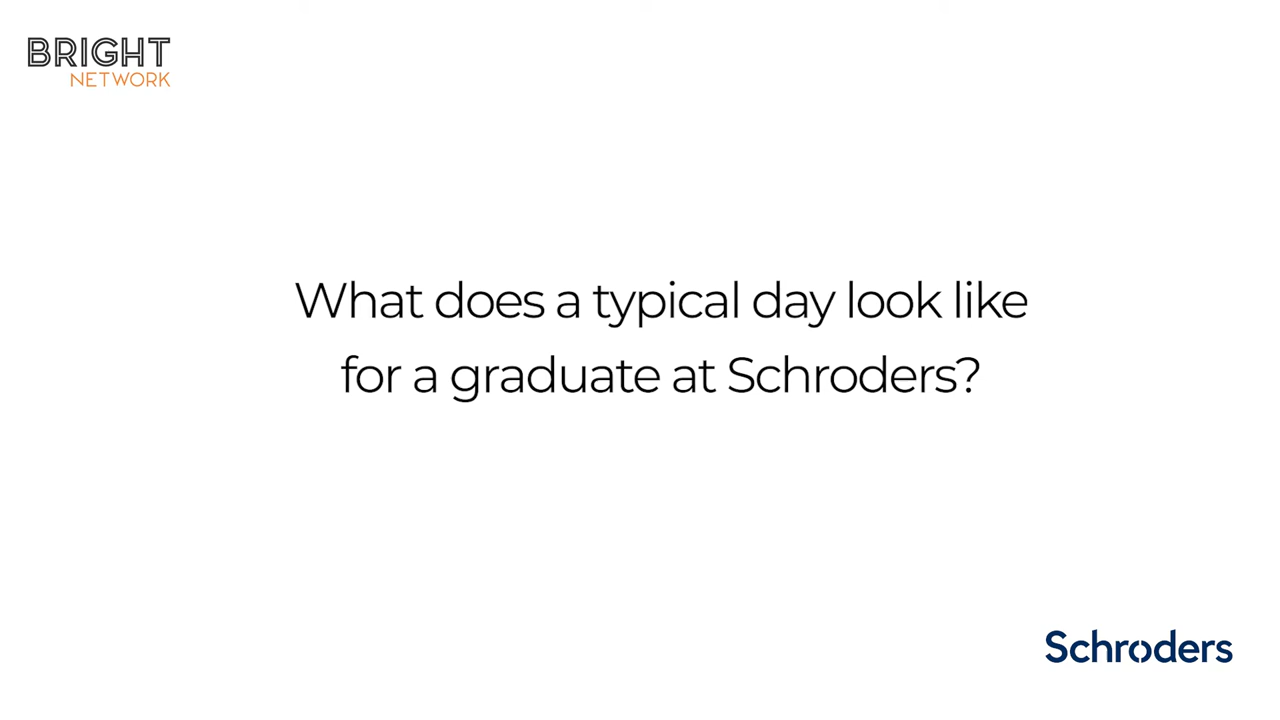 BRIGHT
NETWORK
What does a typical day look like
for a graduate at Schroders?
Schroders